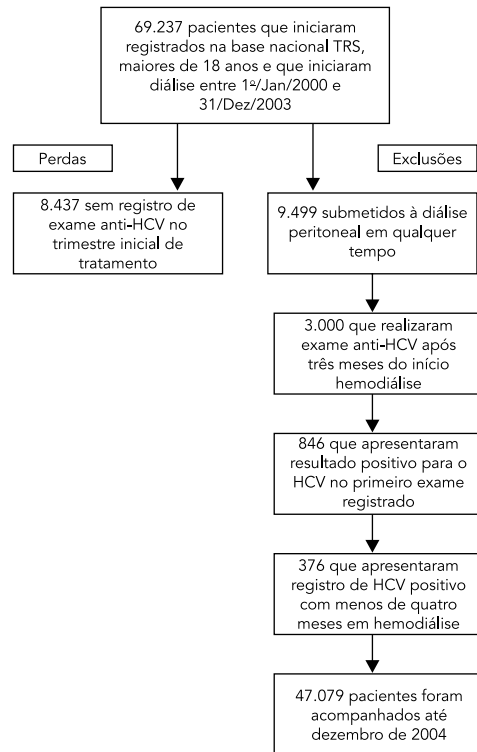 69.237 pacientes que iniciaram
registrados na base nacional TRS,
maiores de 18 anos e que iniciaram
diálise entre 1º/Jan/2000 e
31/Dez/2003
Perdas
Exclusões
8.437 sem registro de
exame anti-HCV no
trimestre inicial de
tratamento
9.499 submetidos à diálise
peritoneal em qualquer
tempo
3.000 que realizaram
exame anti-HCV após
três meses do início
hemodiálise
846 que apresentaram
resultado positivo para o
HCV no primeiro exame
registrado
376 que apresentaram
registro de HCV positivo
com menos de quatro
meses em hemodiálise
47.079 pacientes foram
acompanhados até
dezembro de 2004